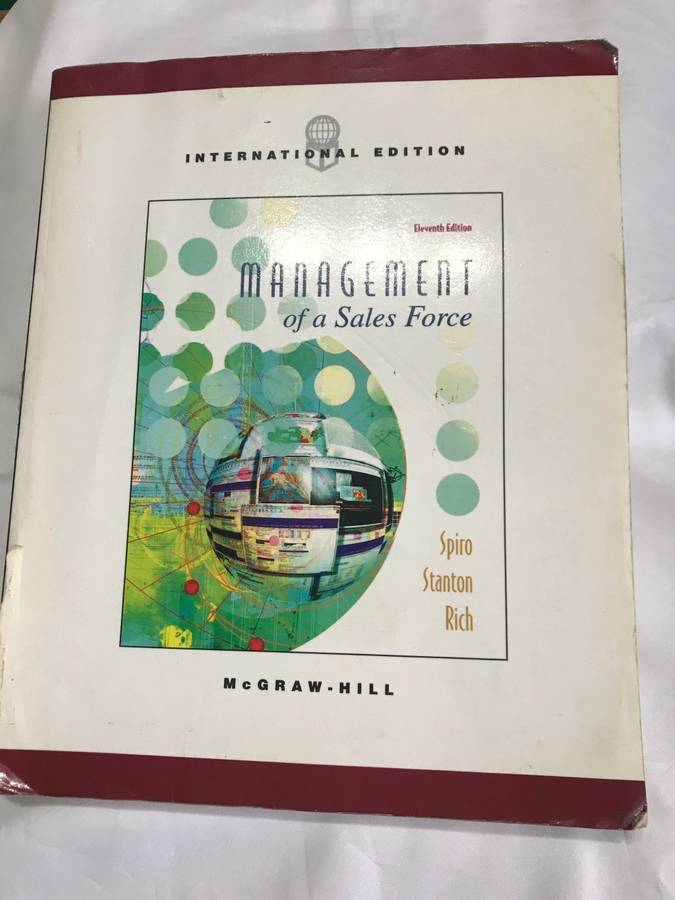 INTERNATIONAL EDITION
Eleventh Edition
MANAGEMENT
of a Sales Force
Spiro
Stanton
Rich
McGRAW-HILL